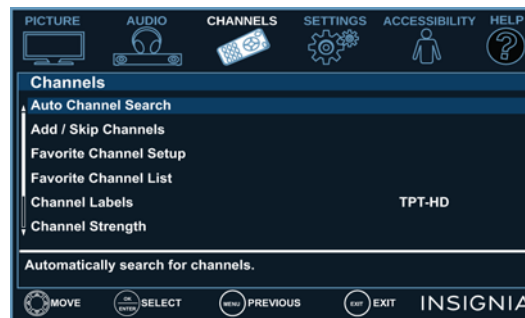 PICTURE AUDIO CHANNELS SETTINGS ACCESSIBILITY HELP
?
Channels
Auto Channel Search
Add / Skip Channels
Favorite Channel Setup
Favorite Channel List
Channel Labels TPT-HD
Channel Strength
Automatically search for channels.
MOVE OK ENTER SELECT MENU PREVIOUS EXIT EXIT INSIGNIA